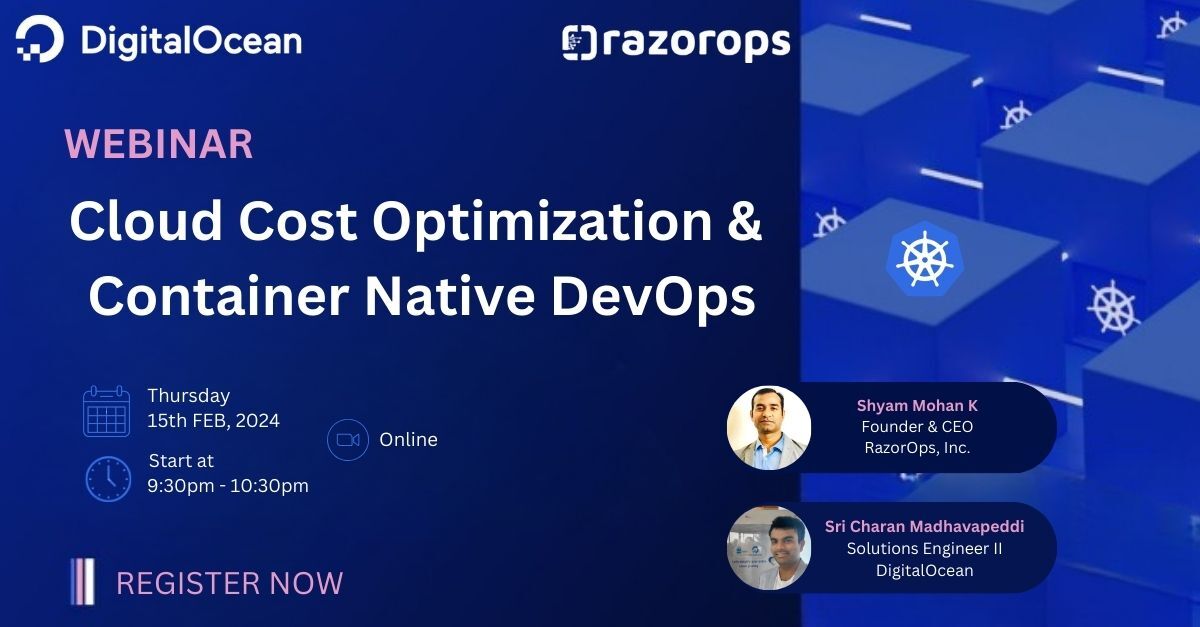 DigitalOcean
razorops
WEBINAR
Cloud Cost Optimization &
Container Native DevOps
Thursday
15th FEB, 2024
Start at
9:30pm - 10:30pm
Online
Shyam Mohan K
Founder & CEO
RazorOps, Inc.
Sri Charan Madhavapeddi
Solutions Engineer II
DigitalOcean
REGISTER NOW